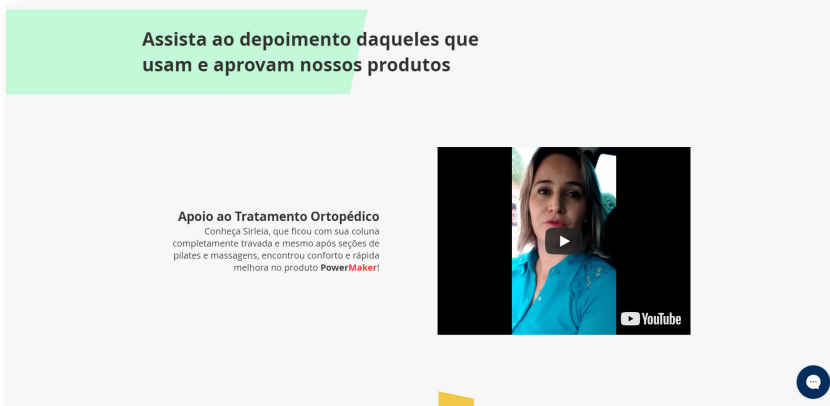 Assista ao depoimento daqueles que
usam e aprovam nossos produtos
Apoio ao Tratamento Ortopédico
Conheça Sirleia, que ficou com sua coluna
completamente travada e mesmo após seções de
pilates e massagens, encontrou conforto e rápida
melhora no produto PowerMaker!
YouTube